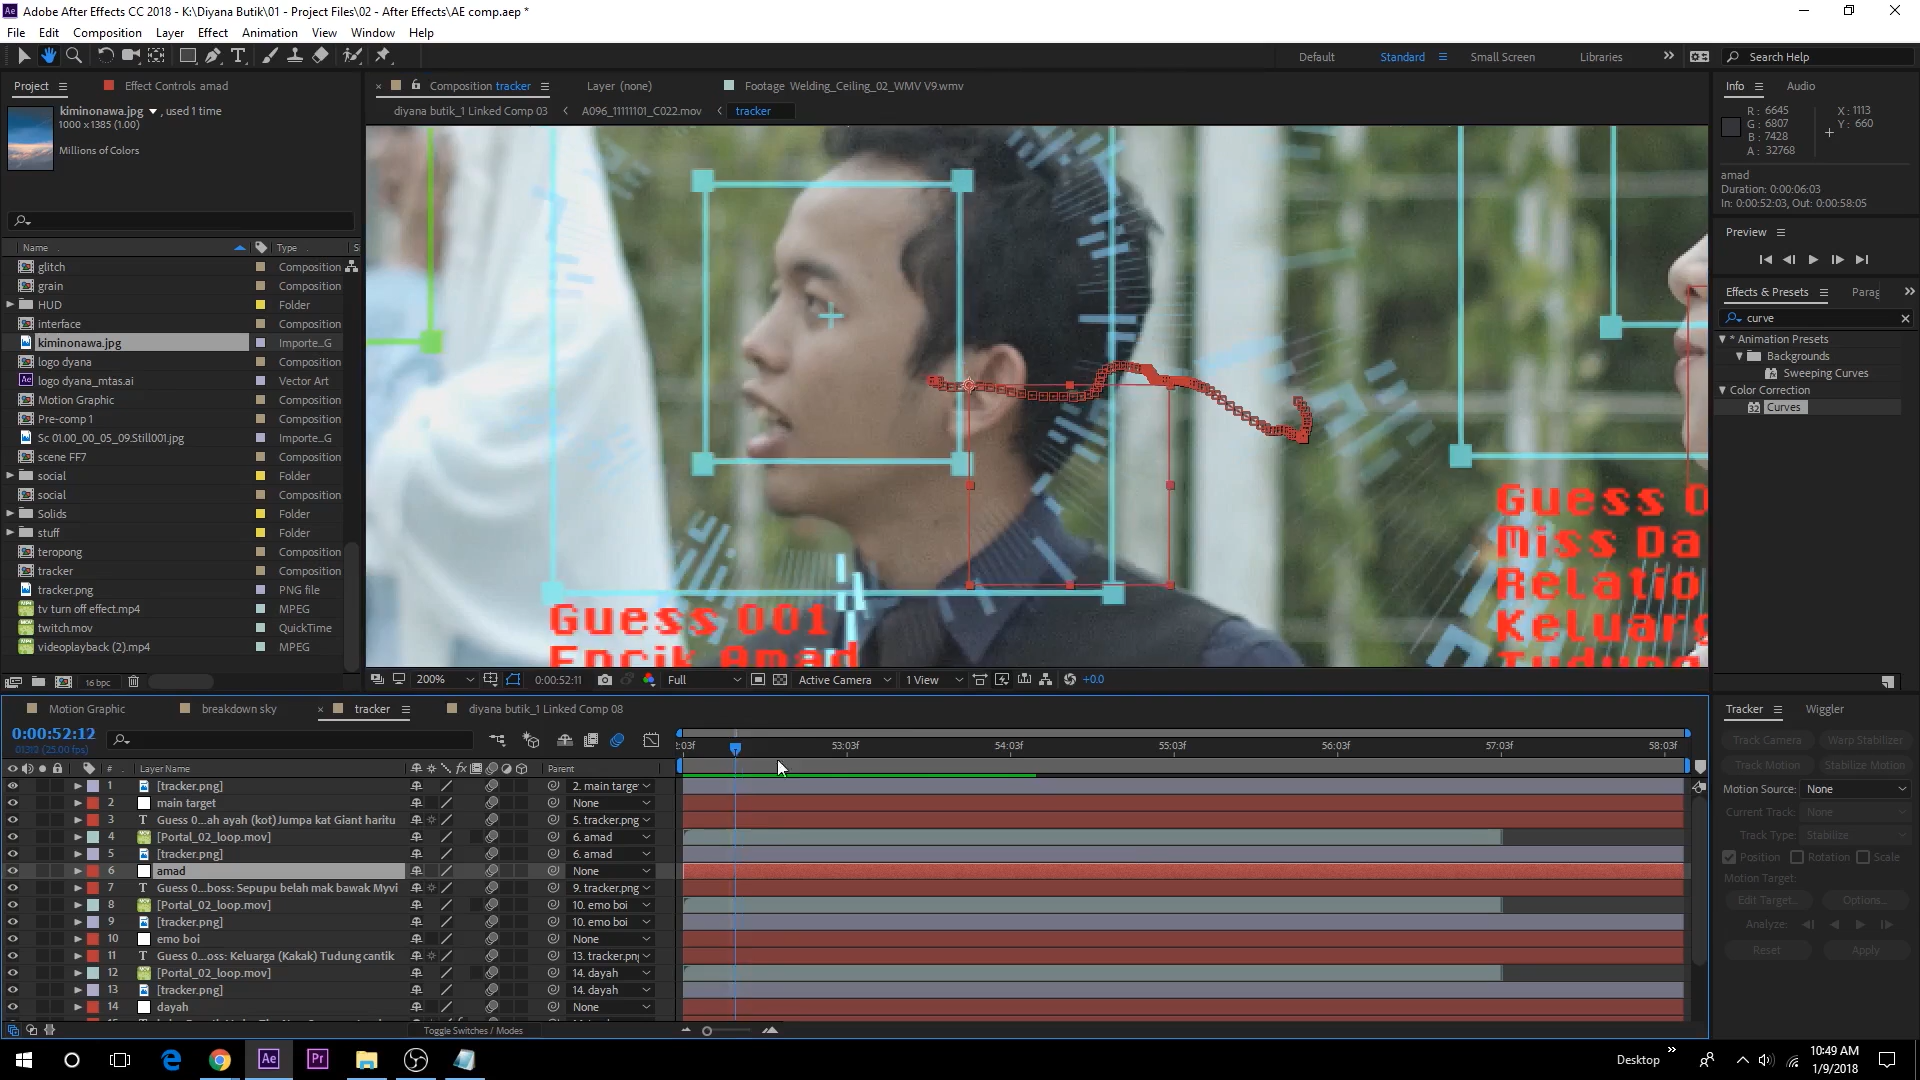 Adobe After Effects CC 2018 - K:\Diyana Butik\01 - Project Files\02 - After Effects\AE comp.aep *
File Edit Composition Layer Effect Animation View Window Help
Default Standard Small Screen Libraries Search Help
Project Effect Controls amad
kiminonawa.jpg , used 1 time
1000 x 1385 (1.00)
Millions of Colors
Name Type
glitch Composition
grain Composition
HUD Folder
interface Composition
kiminonawa.jpg Importe...G
logo dyana Composition
logo dyana_mtas.ai Vector Art
Motion Graphic Composition
Pre-comp 1 Composition
Sc 01.00_00_05_09.Still001.jpg Importe...G
scene FF7 Composition
social Folder
social Composition
Solids Folder
stuff Folder
teropong Composition
tracker Composition
tracker.png PNG file
tv turn off effect.mp4 MPEG
twitch.mov QuickTime
videoplayback (2).mp4 MPEG
16 bpc
Composition tracker Layer (none) Footage Welding_Ceiling_02_WMV V9.wmv
diyana butik_1 Linked Comp 03 A096_11111101_C022.mov tracker
Guess 001
Encik Amad
Guess 0
Miss Da
Relatio
Keluarg
Tudung
200% 0:00:52:11 Full Active Camera 1 View +0.0
Info Audio
R : 6645 X : 1113
G : 6807 Y : 660
B : 7428
A : 32768
amad
Duration: 0:00:06:03
In: 0:00:52:03, Out: 0:00:58:05
Preview
Effects & Presets Parag
curve
* Animation Presets
Backgrounds
Sweeping Curves
Color Correction
32 Curves
Motion Graphic breakdown sky tracker diyana butik_1 Linked Comp 08
0:00:52:12
01312 (25.00 fps)
:03f 53:03f 54:03f 55:03f 56:03f 57:03f 58:03f
# Layer Name fx Parent
1 [tracker.png] 2. main targe
2 main target None
3 T Guess 0...ah ayah (kot) Jumpa kat Giant haritu 5. tracker.png
4 [Portal_02_loop.mov] 6. amad
5 [tracker.png] 6. amad
6 amad None
7 T Guess 0...boss: Sepupu belah mak bawak Myvi 9. tracker.png
8 [Portal_02_loop.mov] 10. emo boi
9 [tracker.png] 10. emo boi
10 emo boi None
11 T Guess 0...oss: Keluarga (Kakak) Tudung cantik 13. tracker.pn
12 [Portal_02_loop.mov] 14. dayah
13 [tracker.png] 14. dayah
14 dayah None
Toggle Switches / Modes
Tracker Wiggler
Track Camera Warp Stabilizer
Track Motion Stabilize Motion
Motion Source: None
Current Track: None
Track Type: Stabilize
Position Rotation Scale
Motion Target:
Edit Target... Options...
Analyze:
Reset Apply
Ae Pr Desktop 10:49 AM
1/9/2018